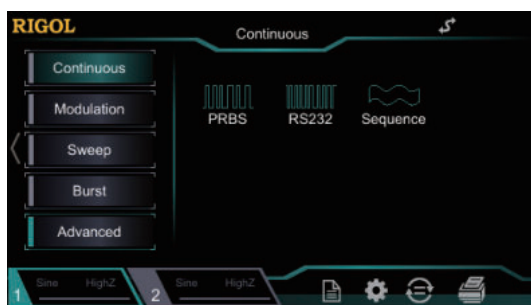 RIGOL
Continuous
Continuous
Modulation
Sweep
Burst
Advanced
PRBS
RS232
Sequence
1 Sine HighZ
2 Sine HighZ